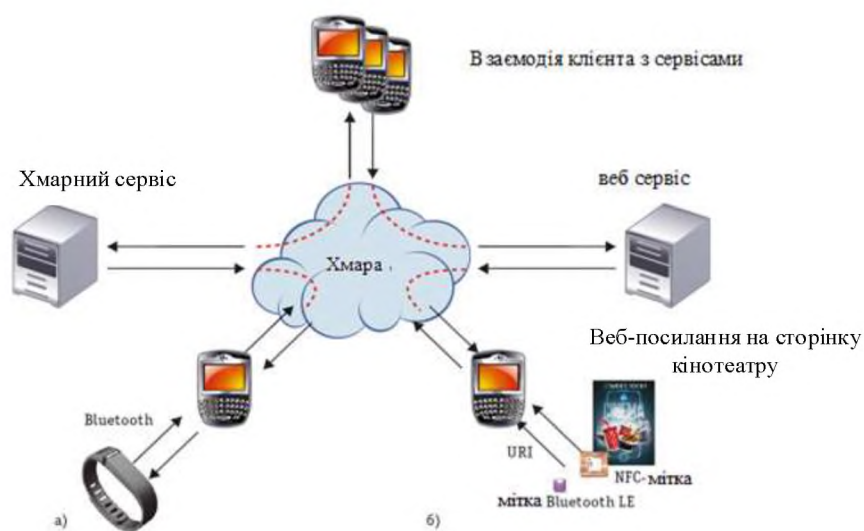 Взаємодія клієнта з сервісами
Хмарний сервіс
веб сервіс
Хмара
Веб-посилання на сторінку
кінотеатру
Bluetooth
URI
NFC-мітка
мітка Bluetooth LE
а)
б)